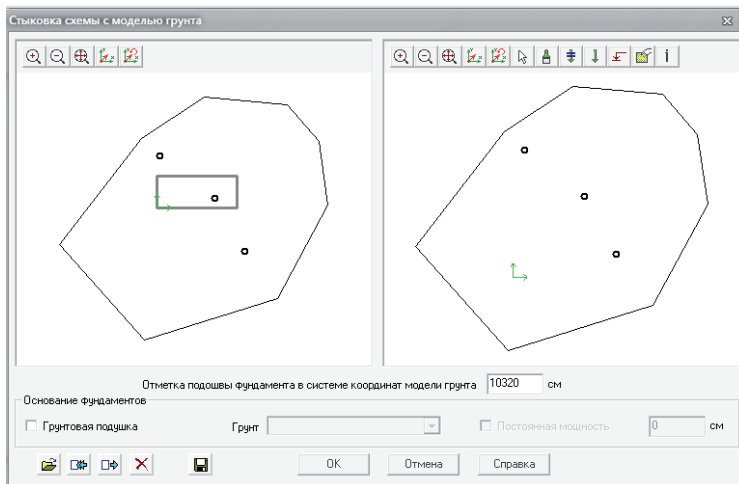 Стыковка схемы с моделью грунта
Отметка подошвы фундамента в системе координат модели грунта 10320 см
Основание фундаментов
Грунтовая подушка Грунт Постоянная мощность 0 см
ОК Отмена Справка